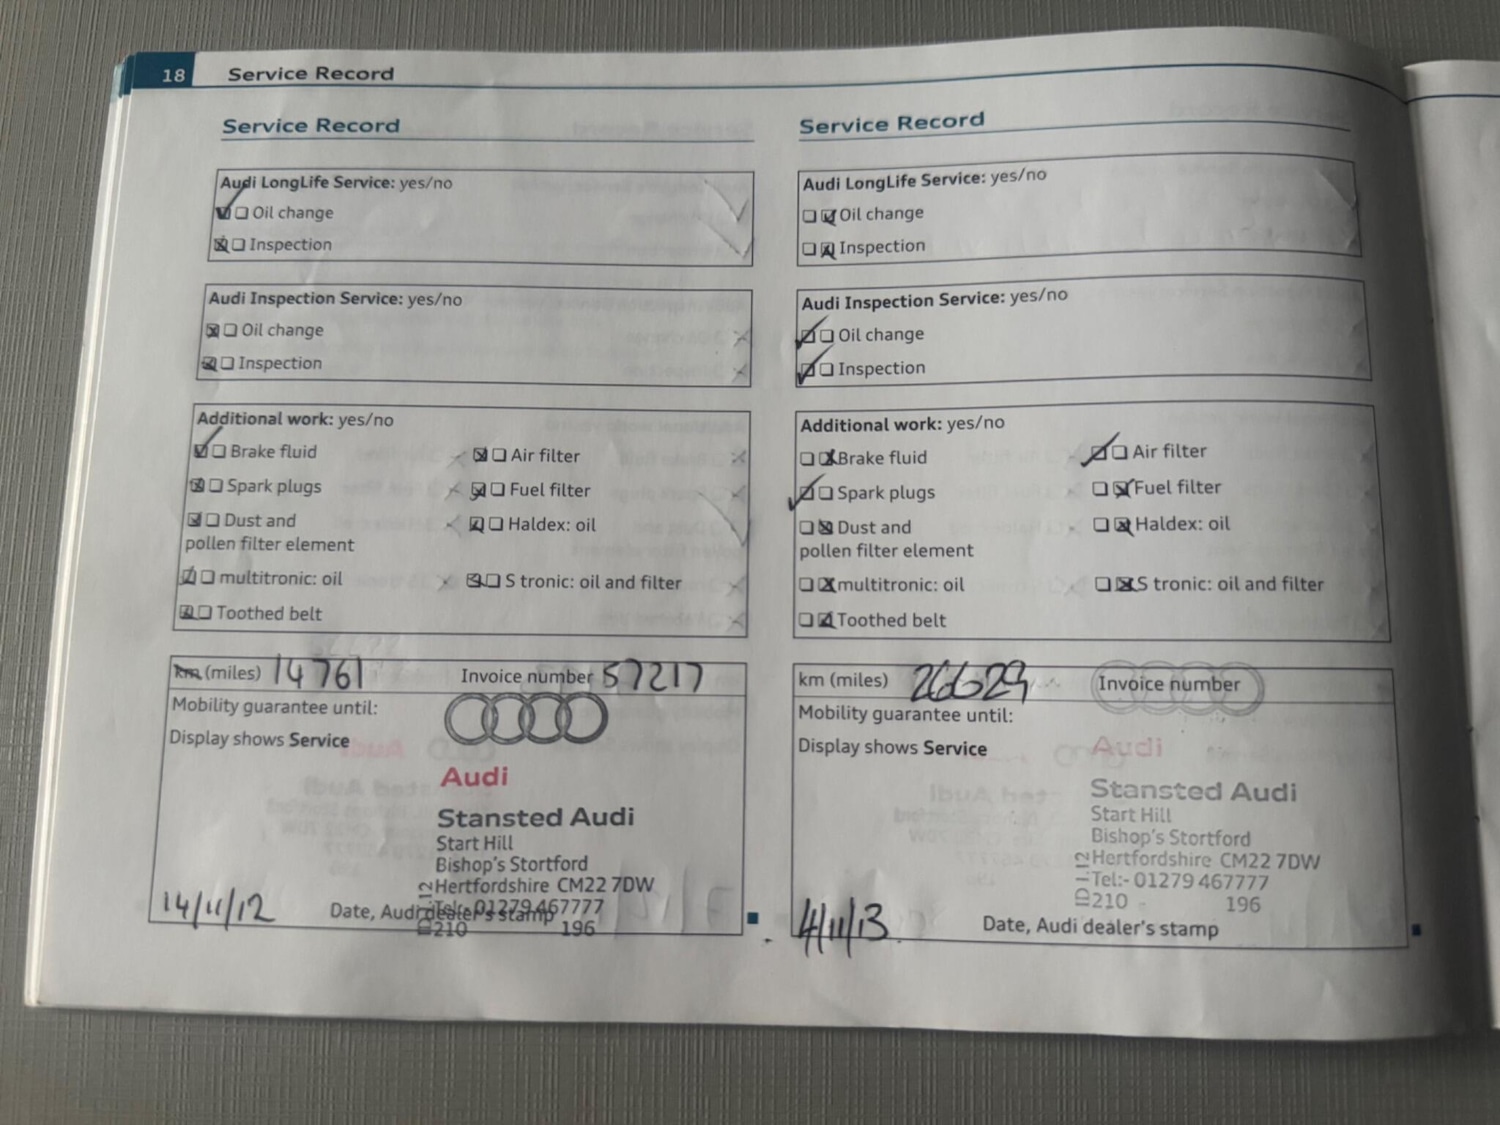 18 Service Record
Service Record
Audi LongLife Service: yes/no
Oil change
Inspection
Audi Inspection Service: yes/no
Oil change
Inspection
Additional work: yes/no
Brake fluid
Air filter
Spark plugs
Fuel filter
Dust and
pollen filter element
Haldex: oil
multitronic: oil
S tronic: oil and filter
Toothed belt
km (miles) 14761
Invoice number 57217
Mobility guarantee until:
Display shows Service
Audi
Stansted Audi
Start Hill
Bishop's Stortford
Hertfordshire CM22 7DW
Tel:- 01279 467777
210 196
14/11/12
Date, Audi dealer's stamp
Service Record
Audi LongLife Service: yes/no
Oil change
Inspection
Audi Inspection Service: yes/no
Oil change
Inspection
Additional work: yes/no
Brake fluid
Air filter
Spark plugs
Fuel filter
Dust and
pollen filter element
Haldex: oil
multitronic: oil
S tronic: oil and filter
Toothed belt
km (miles) 26629
Invoice number
Mobility guarantee until:
Display shows Service
Audi
Stansted Audi
Start Hill
Bishop's Stortford
Hertfordshire CM22 7DW
Tel:- 01279 467777
210 196
4/11/13
Date, Audi dealer's stamp